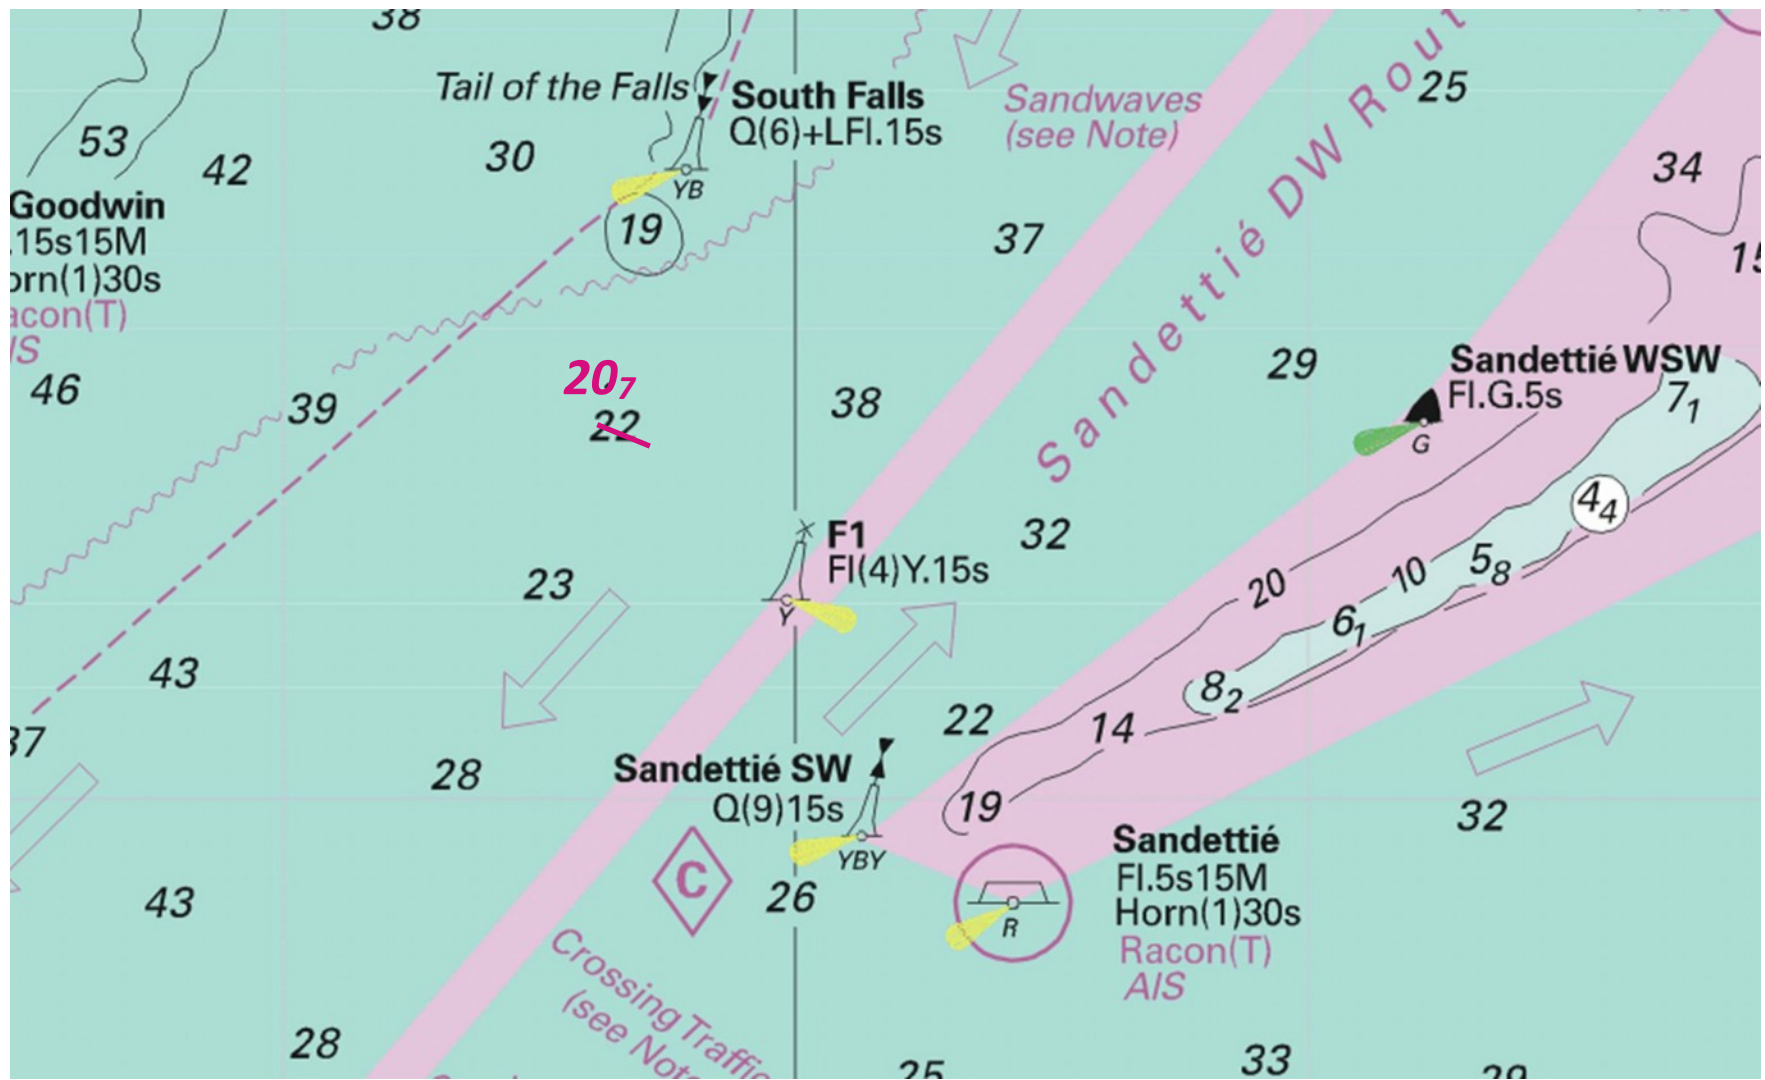 38
Tail of the Falls
South Falls
Q(6)+LFl.15s
YB
19
Sandwaves
(see Note)
Sandettié DW Rout
25
53
42
30
34
37
15
Goodwin
.15s15M
orn(1)30s
acon(T)
IS
46
39
20₇
22
38
29
Sandettié WSW
Fl.G.5s
G
7₁
4₄
F1
Fl(4)Y.15s
Y
32
23
20
10
5₈
6₁
8₂
43
37
28
22
14
19
Sandettié SW
Q(9)15s
YBY
C
26
32
Sandettié
Fl.5s15M
Horn(1)30s
Racon(T)
AIS
R
43
Crossing Traffic
(see Note
28
25
33
29